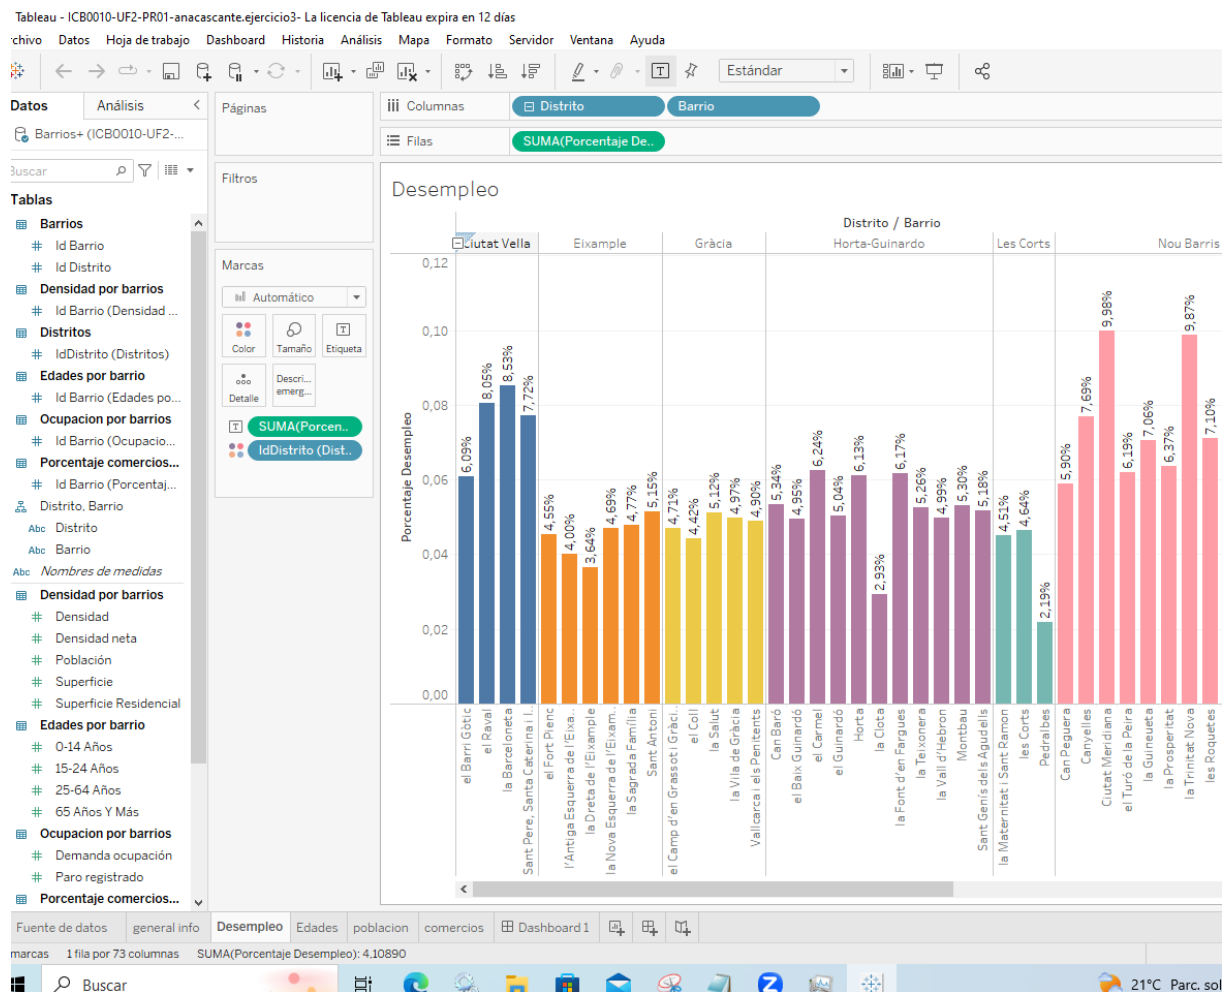 Tableau - ICB0010-UF2-PR01-anacascante.ejercicio3- La licencia de Tableau expira en 12 días
rchivo Datos Hoja de trabajo Dashboard Historia Análisis Mapa Formato Servidor Ventana Ayuda
Estándar
Datos Análisis
Barrios+ (ICB0010-UF2-...
Buscar
Tablas
Barrios
Id Barrio
Id Distrito
Densidad por barrios
Id Barrio (Densidad ...
Distritos
IdDistrito (Distritos)
Edades por barrio
Id Barrio (Edades po...
Ocupacion por barrios
Id Barrio (Ocupacio...
Porcentaje comercios...
Id Barrio (Porcentaj...
Distrito, Barrio
Abc Distrito
Abc Barrio
Abc Nombres de medidas
Densidad por barrios
Densidad
Densidad neta
Población
Superficie
Superficie Residencial
Edades por barrio
0-14 Años
15-24 Años
25-64 Años
65 Años Y Más
Ocupacion por barrios
Demanda ocupación
Paro registrado
Porcentaje comercios...
Páginas
Filtros
Marcas
Automático
Color Tamaño Etiqueta
Detalle Descri... emerg...
SUMA(Porcen..
IdDistrito (Dist..
Columnas Distrito Barrio
Filas SUMA(Porcentaje De..
Desempleo
Distrito / Barrio
Ciutat Vella Eixample Gràcia Horta-Guinardo Les Corts Nou Barris
Porcentaje Desempleo
0,12
0,10
0,08
0,06
0,04
0,02
0,00
6,09% 8,05% 8,53% 7,72% 4,55% 4,00% 3,64% 4,69% 4,77% 5,15% 4,71% 4,42% 5,12% 4,97% 4,90% 5,34% 4,95% 6,24% 5,04% 6,13% 2,93% 6,17% 5,26% 4,99% 5,30% 5,18% 4,51% 4,64% 2,19% 5,90% 7,69% 9,98% 6,19% 7,06% 6,37% 9,87% 7,10%
el Barri Gòtic
el Raval
la Barceloneta
Sant Pere, Santa Caterina i l..
el Fort Pienc
l'Antiga Esquerra de l'Eixa..
la Dreta de l'Eixample
la Nova Esquerra de l'Eixam..
la Sagrada Família
Sant Antoni
el Camp d'en Grassot i Gràci..
el Coll
la Salut
la Vila de Gràcia
Vallcarca i els Penitents
Can Baró
el Baix Guinardó
el Carmel
el Guinardó
Horta
la Clota
la Font d'en Fargues
la Teixonera
la Vall d'Hebron
Montbau
Sant Genís dels Agudells
la Maternitat i Sant Ramon
les Corts
Pedralbes
Can Peguera
Canyelles
Ciutat Meridiana
el Turó de la Peira
la Guineueta
la Prosperitat
la Trinitat Nova
les Roquetes
Fuente de datos general info Desempleo Edades poblacion comercios Dashboard 1
marcas 1 fila por 73 columnas SUMA(Porcentaje Desempleo): 4,10890
Buscar 21°C Parc. sol